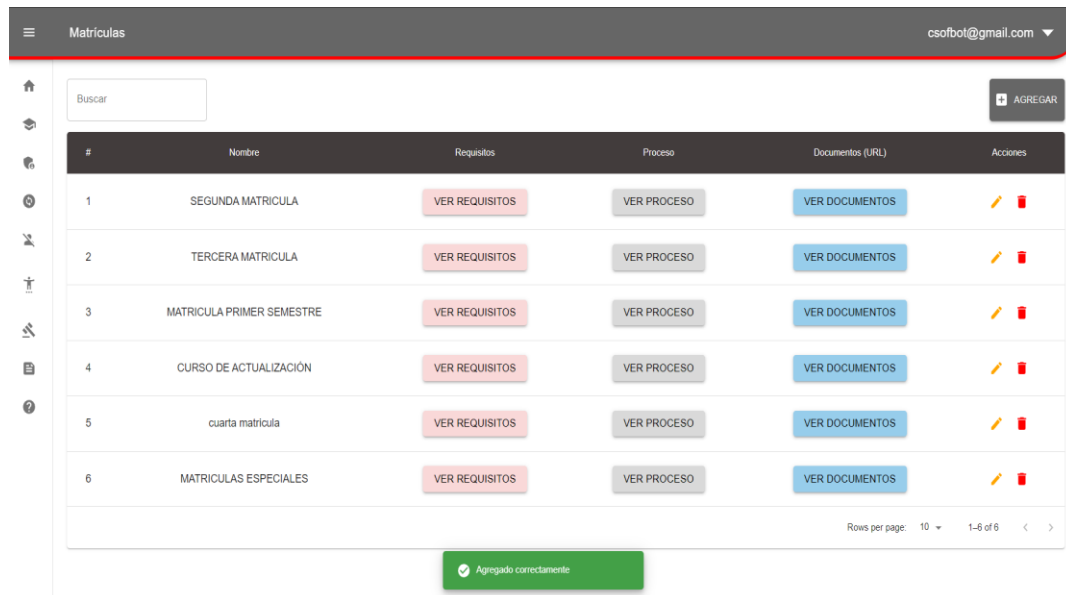 Matrículas csofbot@gmail.com
Buscar AGREGAR
# Nombre Requisitos Proceso Documentos (URL) Acciones
1 SEGUNDA MATRICULA VER REQUISITOS VER PROCESO VER DOCUMENTOS
2 TERCERA MATRICULA VER REQUISITOS VER PROCESO VER DOCUMENTOS
3 MATRICULA PRIMER SEMESTRE VER REQUISITOS VER PROCESO VER DOCUMENTOS
4 CURSO DE ACTUALIZACIÓN VER REQUISITOS VER PROCESO VER DOCUMENTOS
5 cuarta matricula VER REQUISITOS VER PROCESO VER DOCUMENTOS
6 MATRICULAS ESPECIALES VER REQUISITOS VER PROCESO VER DOCUMENTOS
Rows per page: 10 1–6 of 6
Agregado correctamente